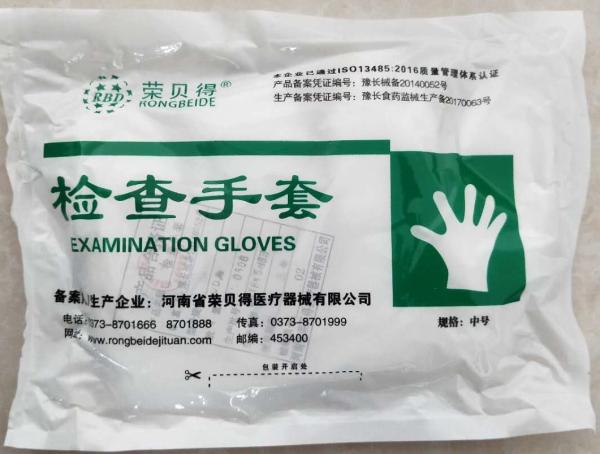 本企业已通过ISO13485:2016质量管理体系认证
产品备案凭证编号：豫长械备20140052号
生产备案凭证编号：豫长食药监械生产备20170063号
RBD
荣贝得®
RONGBEIDE
检查手套
EXAMINATION GLOVES
备案人/生产企业：河南省荣贝得医疗器械有限公司
电话：0373-8701666 8701888 传真：0373-8701999
网址：www.rongbeidejituan.com 邮编：453400
规格：中号
包装开启处